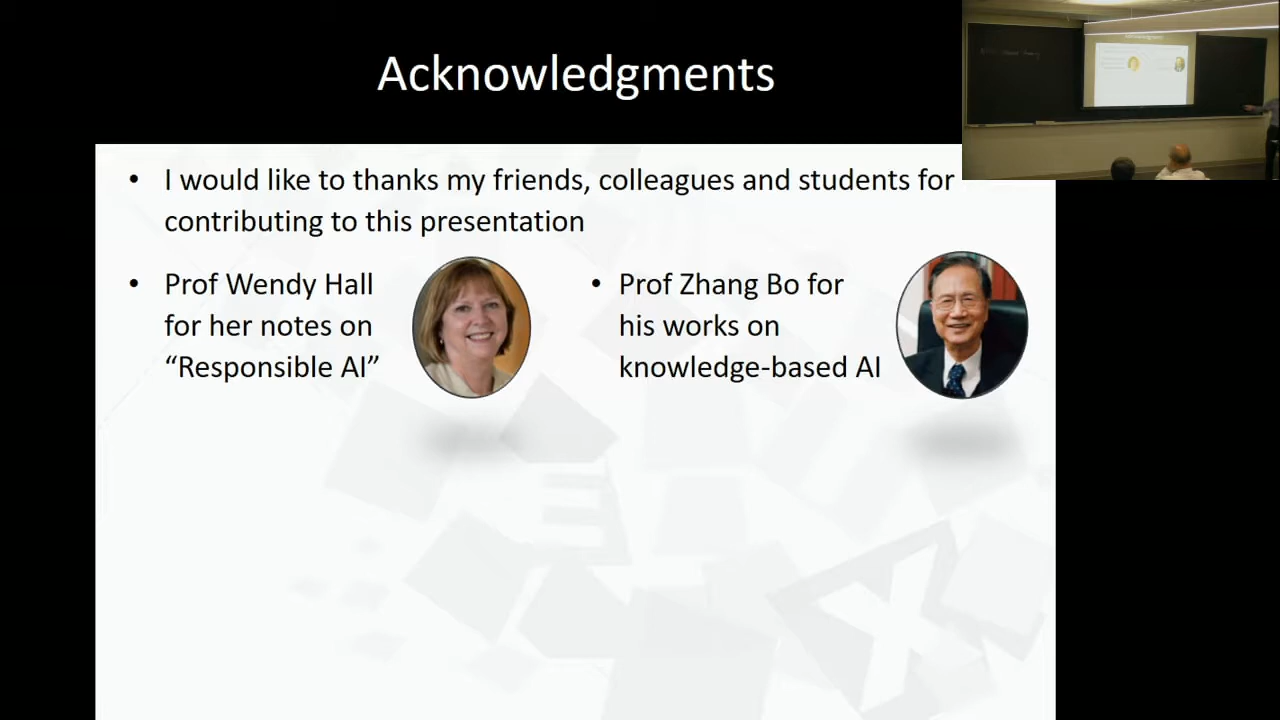 Acknowledgments
• I would like to thanks my friends, colleagues and students for
contributing to this presentation
• Prof Wendy Hall
for her notes on
“Responsible AI”
• Prof Zhang Bo for
his works on
knowledge-based AI